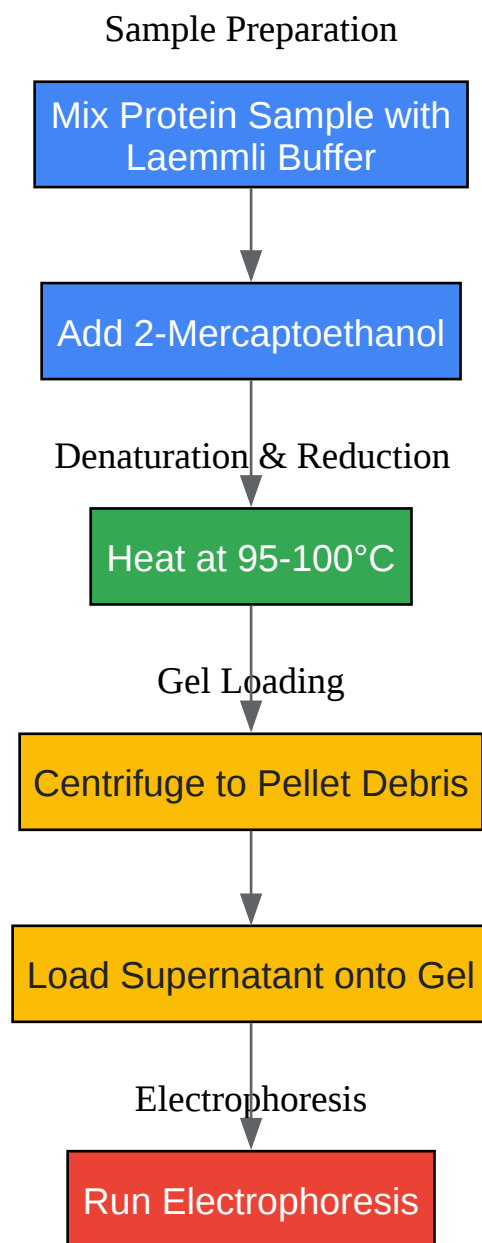 Sample Preparation
Mix Protein Sample with
Laemmli Buffer
Add 2-Mercaptoethanol
Denaturation & Reduction
Heat at 95-100°C
Gel Loading
Centrifuge to Pellet Debris
Load Supernatant onto Gel
Electrophoresis
Run Electrophoresis